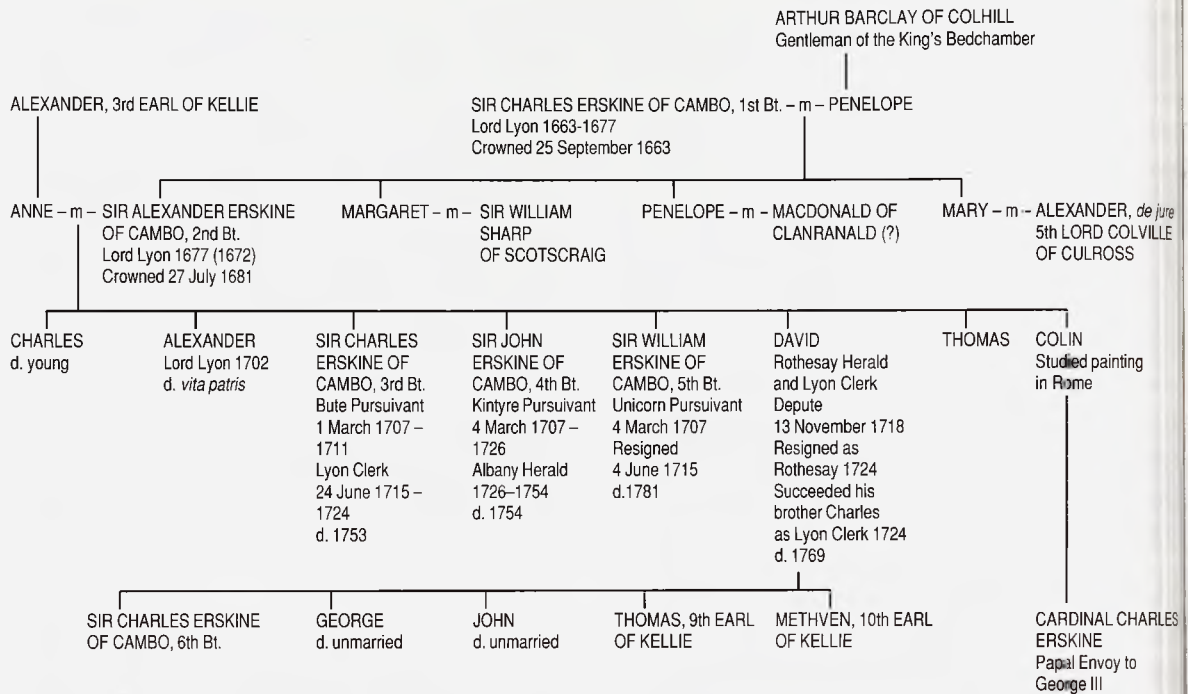 ARTHUR BARCLAY OF COLHILL
Gentleman of the King's Bedchamber
ALEXANDER, 3rd EARL OF KELLIE
SIR CHARLES ERSKINE OF CAMBO, 1st Bt. – m – PENELOPE
Lord Lyon 1663-1677
Crowned 25 September 1663
ANNE – m – SIR ALEXANDER ERSKINE
OF CAMBO, 2nd Bt.
Lord Lyon 1677 (1672)
Crowned 27 July 1681
MARGARET – m – SIR WILLIAM
SHARP
OF SCOTSCRAIG
PENELOPE – m – MACDONALD OF
CLANRANALD (?)
MARY – m – ALEXANDER, de jure
5th LORD COLVILLE
OF CULROSS
CHARLES
d. young
ALEXANDER
Lord Lyon 1702
d. vita patris
SIR CHARLES
ERSKINE OF
CAMBO, 3rd Bt.
Bute Pursuivant
1 March 1707 –
1711
Lyon Clerk
24 June 1715 –
1724
d. 1753
SIR JOHN
ERSKINE OF
CAMBO, 4th Bt.
Kintyre Pursuivant
4 March 1707 –
1726
Albany Herald
1726–1754
d. 1754
SIR WILLIAM
ERSKINE OF
CAMBO, 5th Bt.
Unicorn Pursuivant
4 March 1707
Resigned
4 June 1715
d.1781
DAVID
Rothesay Herald
and Lyon Clerk
Depute
13 November 1718
Resigned as
Rothesay 1724
Succeeded his
brother Charles
as Lyon Clerk 1724
d. 1769
THOMAS
COLIN
Studied painting
in Rome
SIR CHARLES ERSKINE
OF CAMBO, 6th Bt.
GEORGE
d. unmarried
JOHN
d. unmarried
THOMAS, 9th EARL
OF KELLIE
METHVEN, 10th EARL
OF KELLIE
CARDINAL CHARLES
ERSKINE
Papal Envoy to
George III